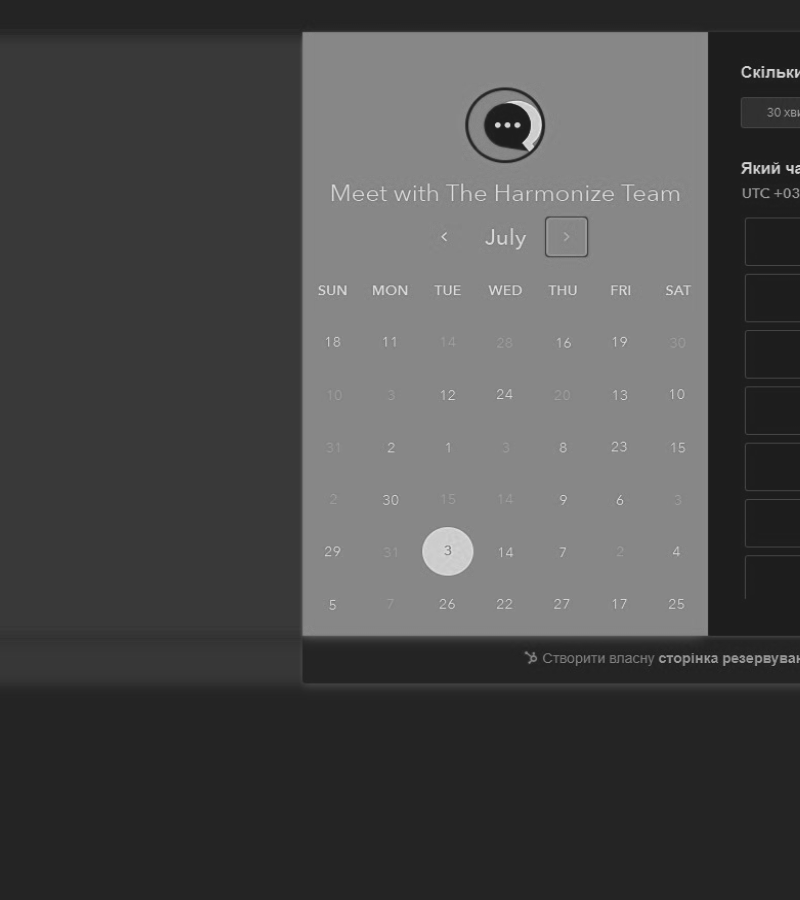 Meet with The Harmonize Team
July
SUN MON TUE WED THU FRI SAT
18 11 14 28 16 19 30
10 3 12 24 20 13 10
31 2 1 3 8 23 15
2 30 15 14 9 6 3
29 31 3 14 7 2 4
5 7 26 22 27 17 25
Скільки
30 хви
Який ча
UTC +03
Створити власну сторінка резервуван